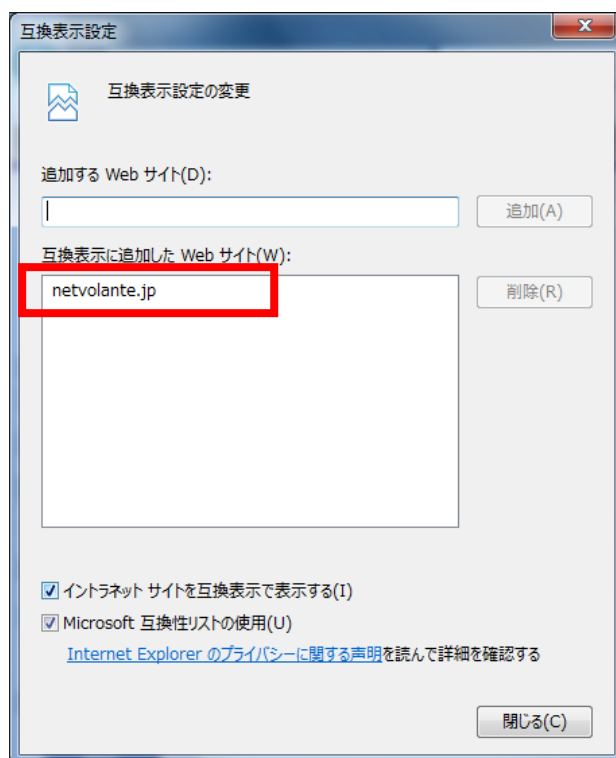 互換表示設定
互換表示設定の変更
追加する Web サイト(D):
追加(A)
互換表示に追加した Web サイト(W):
netvolante.jp
削除(R)
イントラネット サイトを互換表示で表示する(I)
Microsoft 互換性リストの使用(U)
Internet Explorer のプライバシーに関する声明を読んで詳細を確認する
閉じる(C)